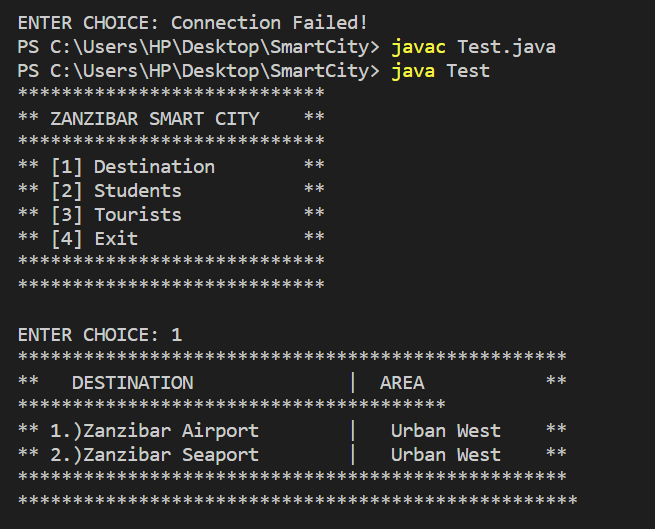 ENTER CHOICE: Connection Failed!
PS C:\Users\HP\Desktop\SmartCity> javac Test.java
PS C:\Users\HP\Desktop\SmartCity> java Test
****************************
** ZANZIBAR SMART CITY    **
****************************
** [1] Destination        **
** [2] Students           **
** [3] Tourists           **
** [4] Exit               **
****************************
****************************

ENTER CHOICE: 1
**************************************************
**   DESTINATION              |  AREA           **
***************************************
** 1.)Zanzibar Airport        |   Urban West    **
** 2.)Zanzibar Seaport        |   Urban West    **
**************************************************
***************************************************